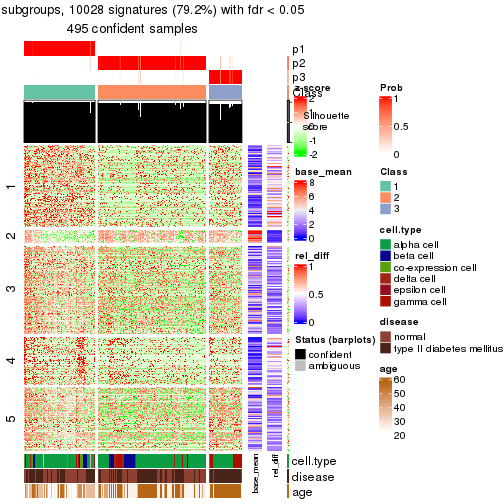 subgroups, 10028 signatures (79.2%) with fdr < 0.05
495 confident samples
p1
p2
p3
Class
Silhouette
score
1
2
3
4
5
cell.type
disease
age
base_mean
rel_diff
z-score
2
1
0
-1
-2
base_mean
8
6
4
2
0
rel_diff
1
0.5
0
Status (barplots)
confident
ambiguous
Prob
1
0.5
0
Class
1
2
3
cell.type
alpha cell
beta cell
co-expression cell
delta cell
epsilon cell
gamma cell
disease
normal
type II diabetes mellitus
age
60
50
40
30
20